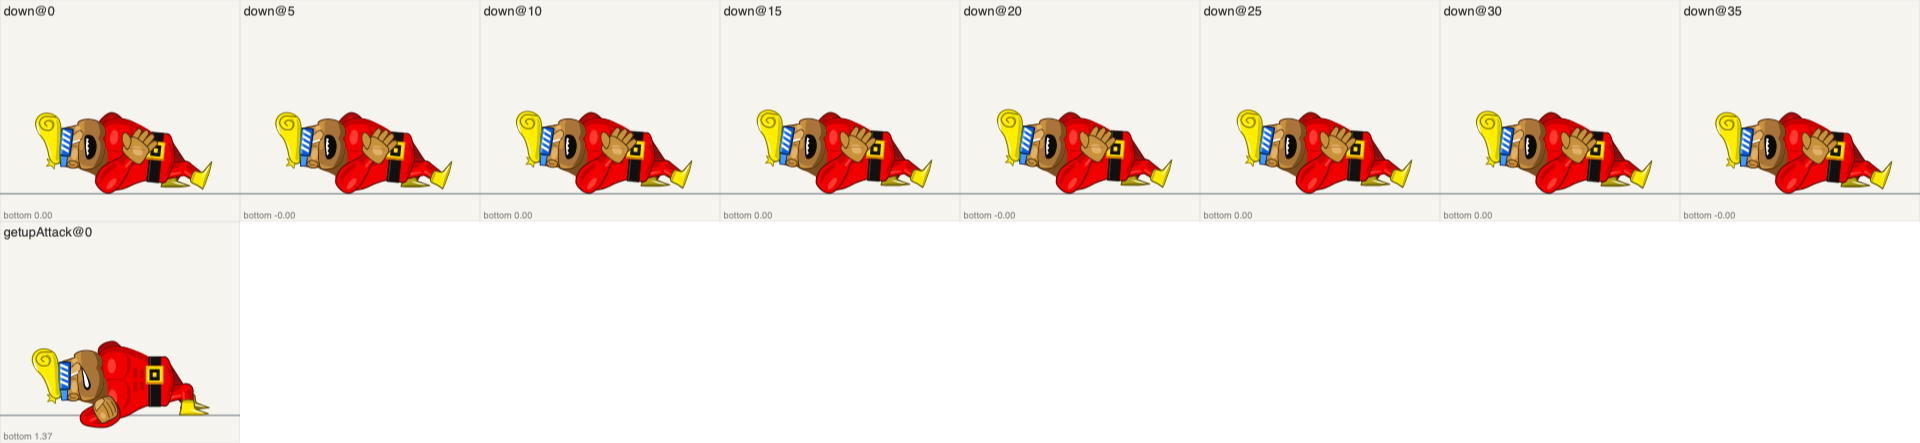 down@0
down@5
down@10
down@15
down@20
down@25
down@30
down@35
bottom 0.00
bottom -0.00
bottom 0.00
bottom 0.00
bottom -0.00
bottom 0.00
bottom 0.00
bottom -0.00
getupAttack@0
bottom 1.37